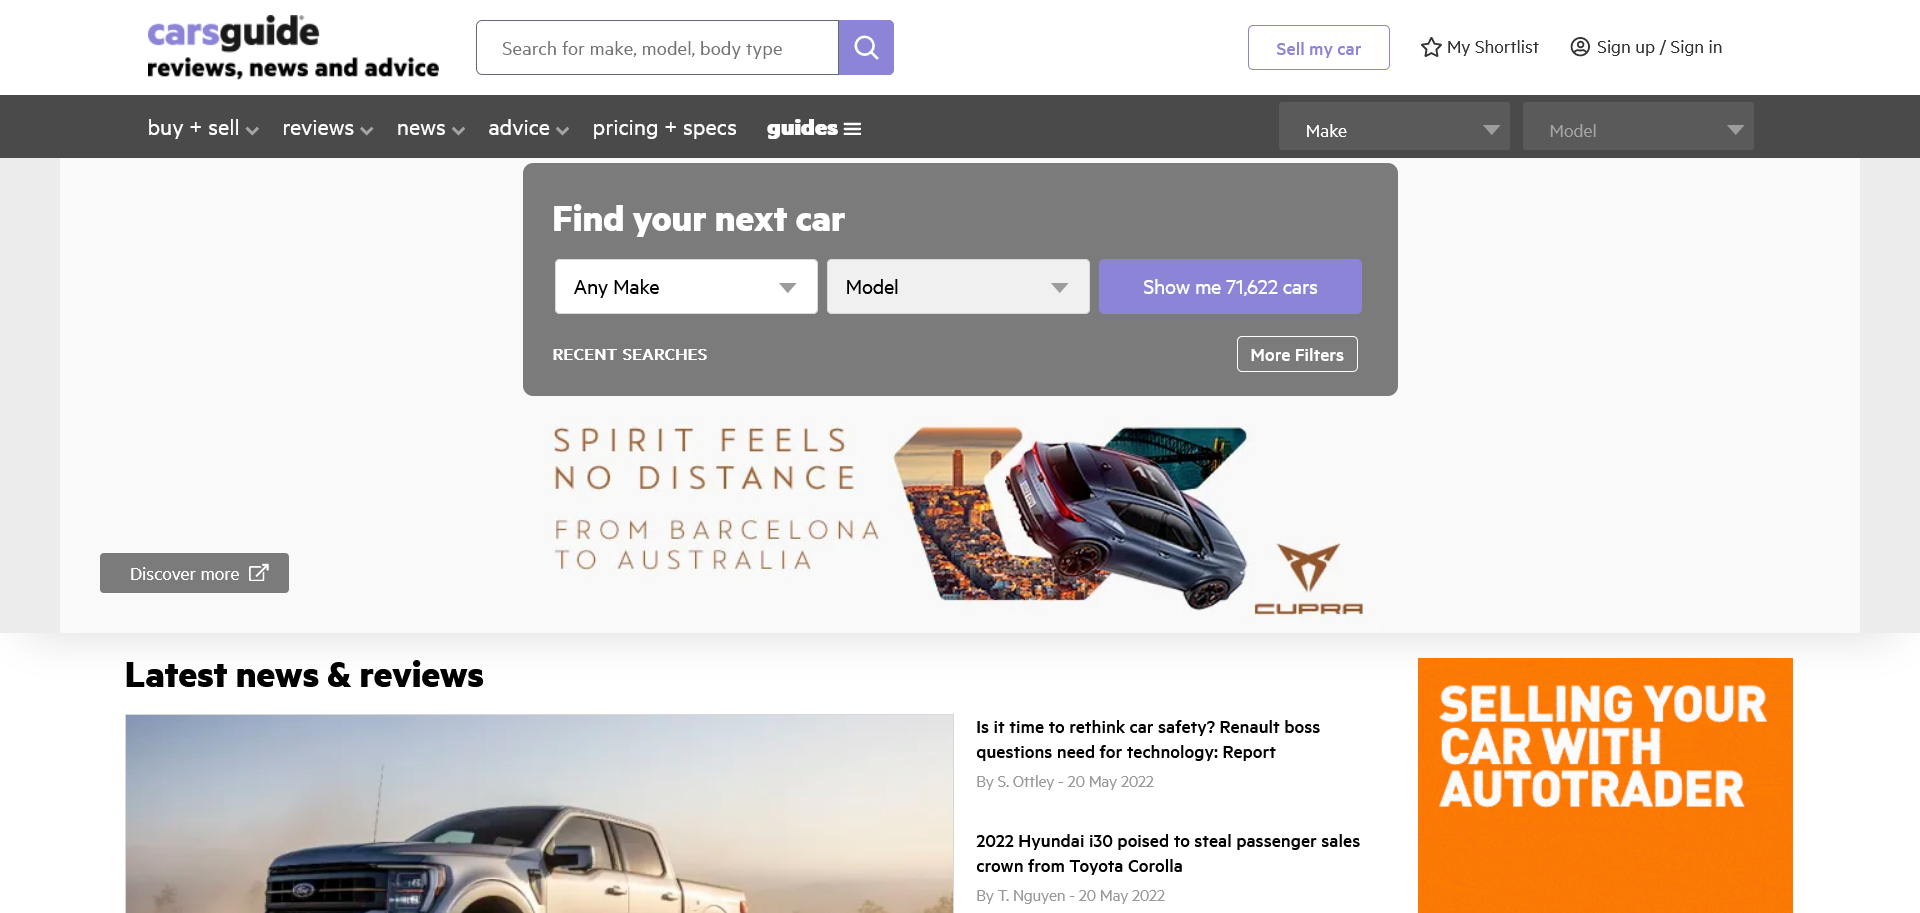 carsguide
reviews, news and advice
Search for make, model, body type
Sell my car
My Shortlist
Sign up / Sign in
buy + sell
reviews
news
advice
pricing + specs
guides
Make
Model
Find your next car
Any Make
Model
Show me 71,622 cars
RECENT SEARCHES
More Filters
SPIRIT FEELS
NO DISTANCE
FROM BARCELONA
TO AUSTRALIA
CUPRA
Discover more
Latest news & reviews
Ford
Is it time to rethink car safety? Renault boss
questions need for technology: Report
By S. Ottley - 20 May 2022
2022 Hyundai i30 poised to steal passenger sales
crown from Toyota Corolla
By T. Nguyen - 20 May 2022
SELLING YOUR
CAR WITH
AUTOTRADER